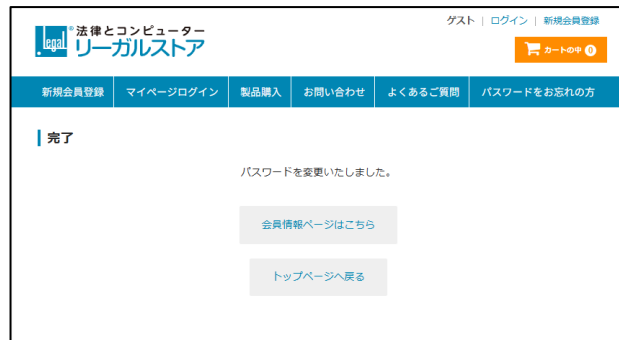 ゲスト | ログイン | 新規会員登録
.legal® 法律とコンピューター
リーガルストア
カートの中 0
新規会員登録 マイページログイン 製品購入 お問い合わせ よくあるご質問 パスワードをお忘れの方
完了
パスワードを変更いたしました。
会員情報ページはこちら
トップページへ戻る